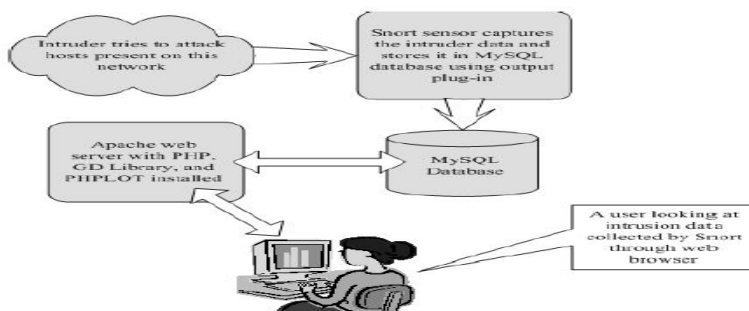 Intruder tries to attack
hosts present on this
network
Snort sensor captures
the intruder data and
stores it in MySQL
database using output
plug-in
Apache web
server with PHP,
GD Library, and
PHPLOT installed
MySQL
Database
A user looking at
intrusion data
collected by Snort
through web
browser